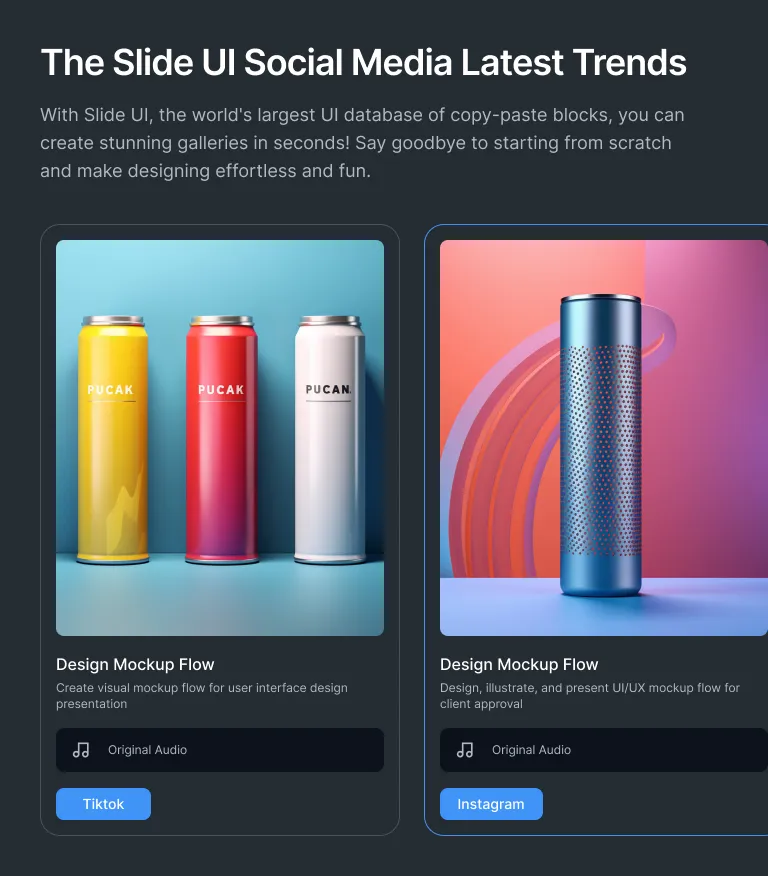 The Slide UI Social Media Latest Trends
With Slide UI, the world's largest UI database of copy-paste blocks, you can
create stunning galleries in seconds! Say goodbye to starting from scratch
and make designing effortless and fun.
PUCAK
PUCAK
PUCAN.
Design Mockup Flow
Create visual mockup flow for user interface design
presentation
Original Audio
Tiktok
Design Mockup Flow
Design, illustrate, and present UI/UX mockup flow for
client approval
Original Audio
Instagram